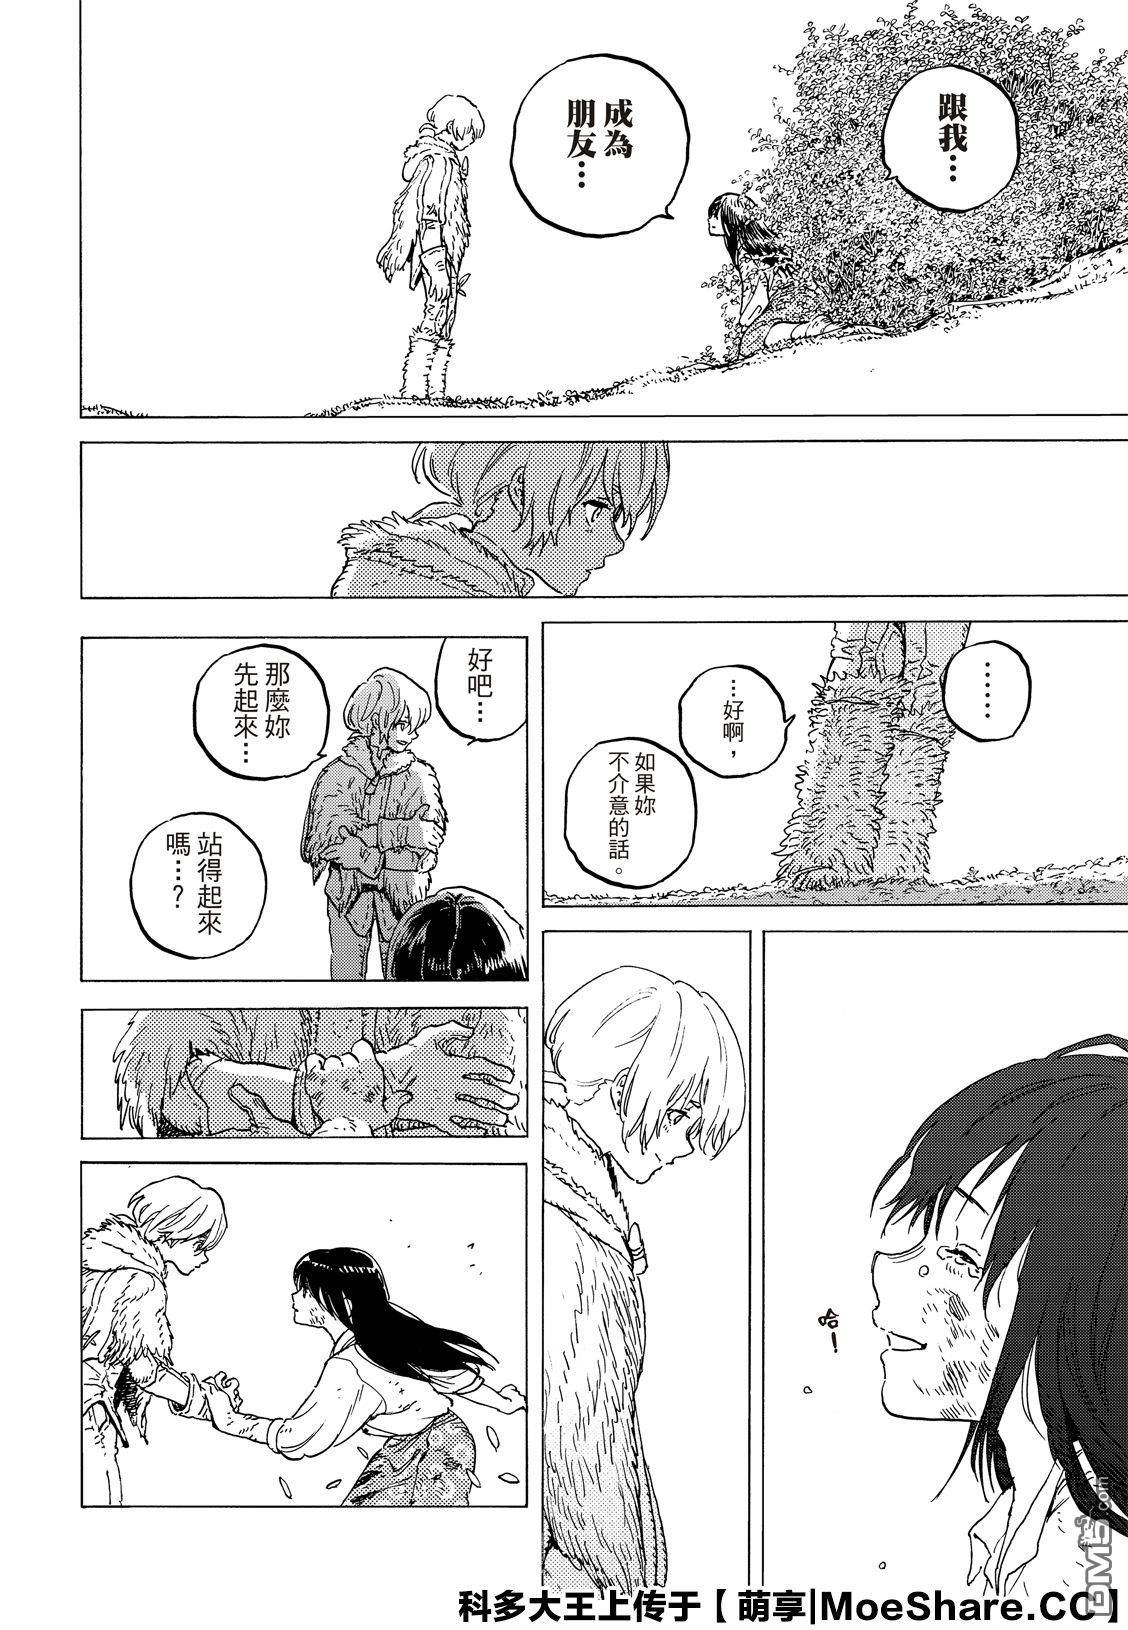 跟我…
成為
朋友…
……
…好啊，
如果妳
不介意的話。
哈—
好吧…
那麼妳
先起來…
站得起來
嗎…?
DM5.com
科多大王上传于【萌享|MoeShare.CC】